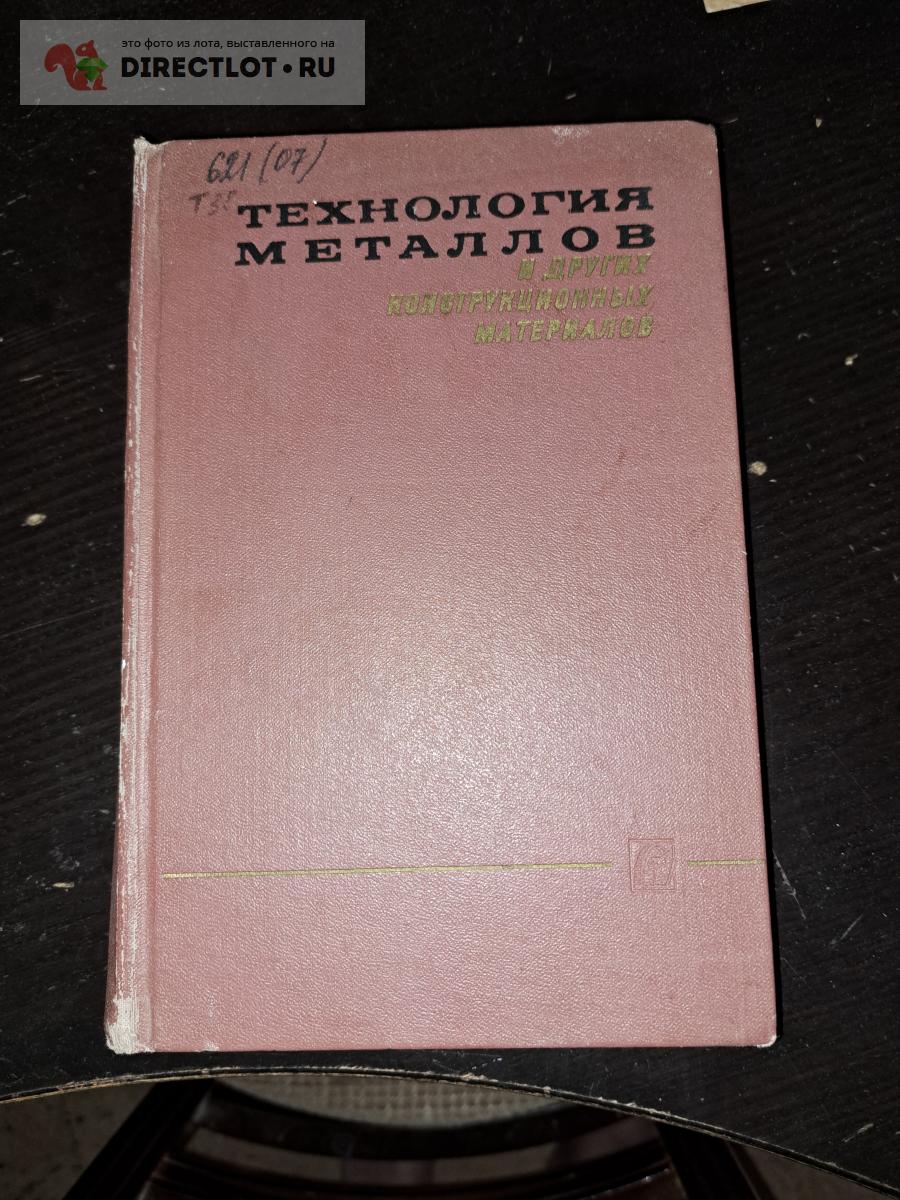 это фото из лота, выставленного на
DIRECTLOT • RU
621 (07)
Т38
ТЕХНОЛОГИЯ
МЕТАЛЛОВ
И ДРУГИХ
КОНСТРУКЦИОННЫХ
МАТЕРИАЛОВ